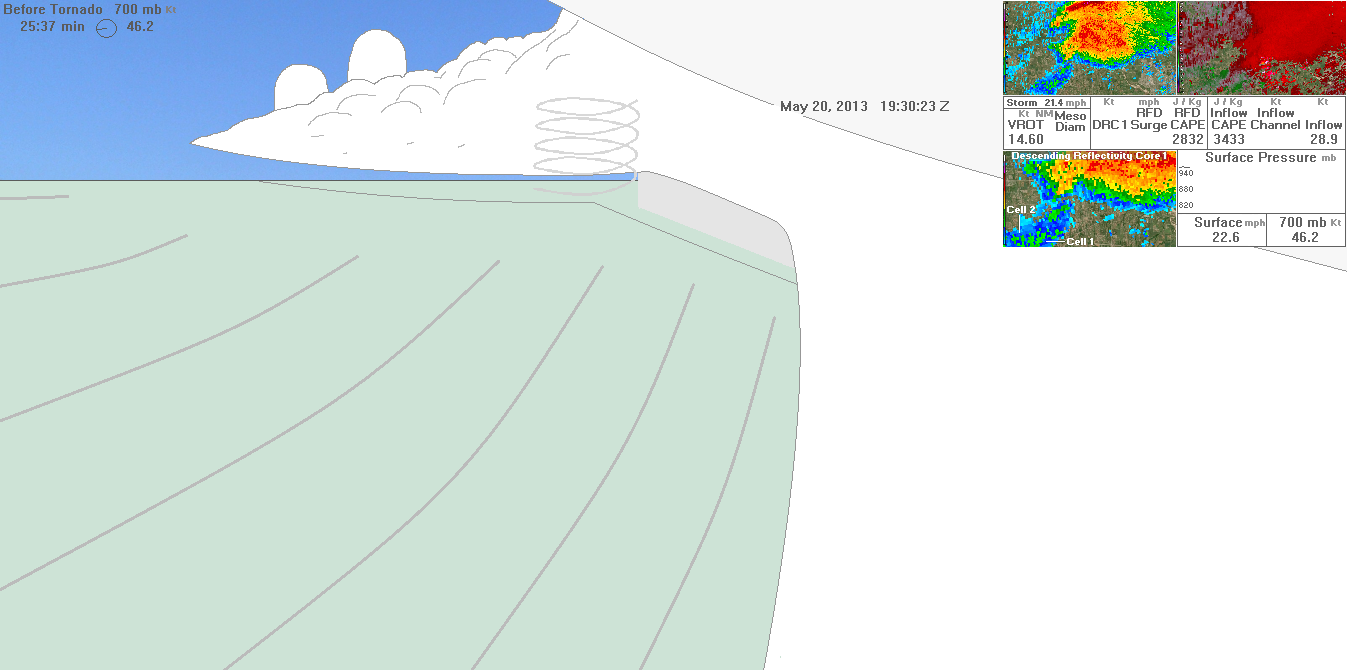 Before Tornado 700 mb Kt
25:37 min 46.2
May 20, 2013 19:30:23 Z
Storm 21.4 mph
Kt NM
VROT Meso Diam
14.60
Kt mph J / Kg
DRC1 RFD Surge RFD CAPE
2832
J / Kg Kt Kt
Inflow CAPE Inflow Channel Inflow
3433 28.9
Descending Reflectivity Core 1
Cell 2
Cell 1
Surface Pressure mb
940
880
820
Surface mph 700 mb Kt
22.6 46.2